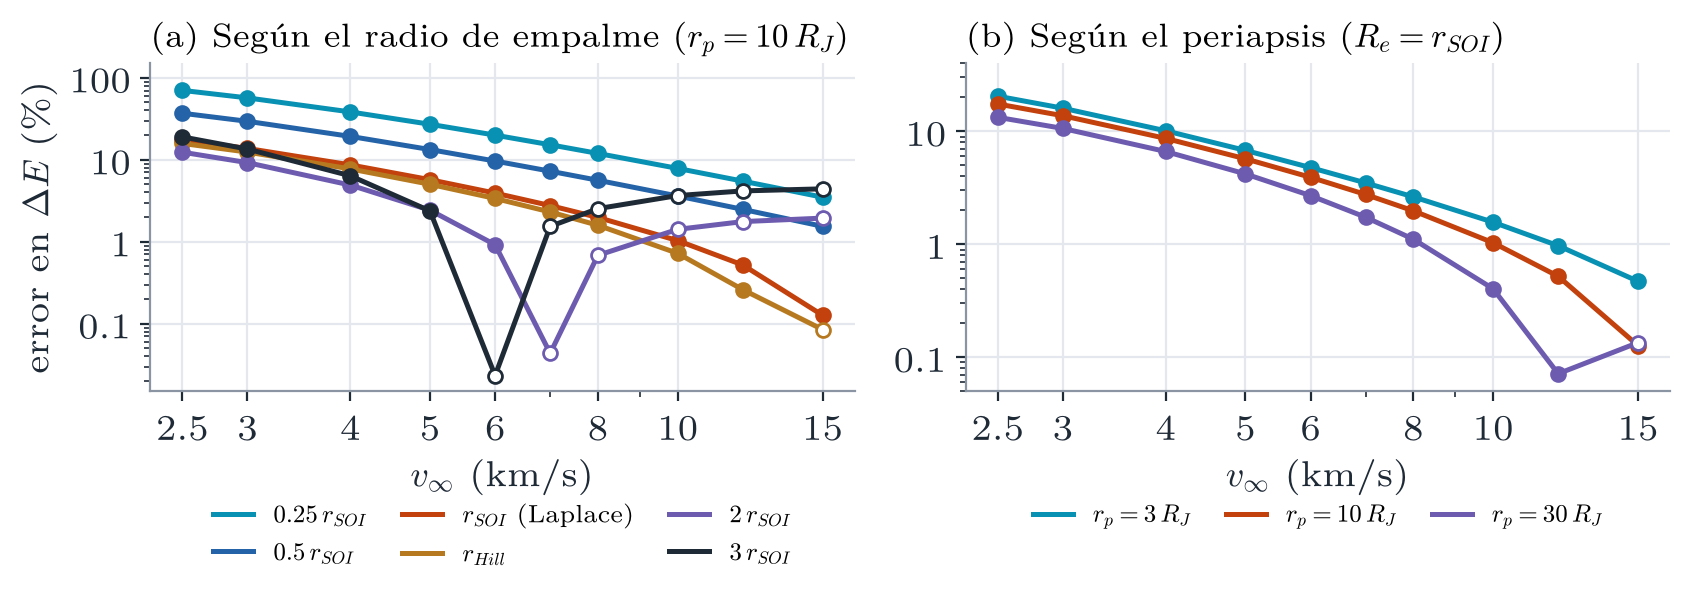 (a) Según el radio de empalme (r_p = 10 R_J)
error en ΔE (%)
100
10
1
0.1
2.5 3 4 5 6 8 10 15
v_∞ (km/s)
0.25 r_SOI
r_SOI (Laplace)
2 r_SOI
0.5 r_SOI
r_Hill
3 r_SOI
(b) Según el periapsis (R_e = r_SOI)
10
1
0.1
2.5 3 4 5 6 8 10 15
v_∞ (km/s)
r_p = 3 R_J
r_p = 10 R_J
r_p = 30 R_J